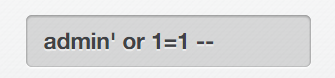 admin' or 1=1 --